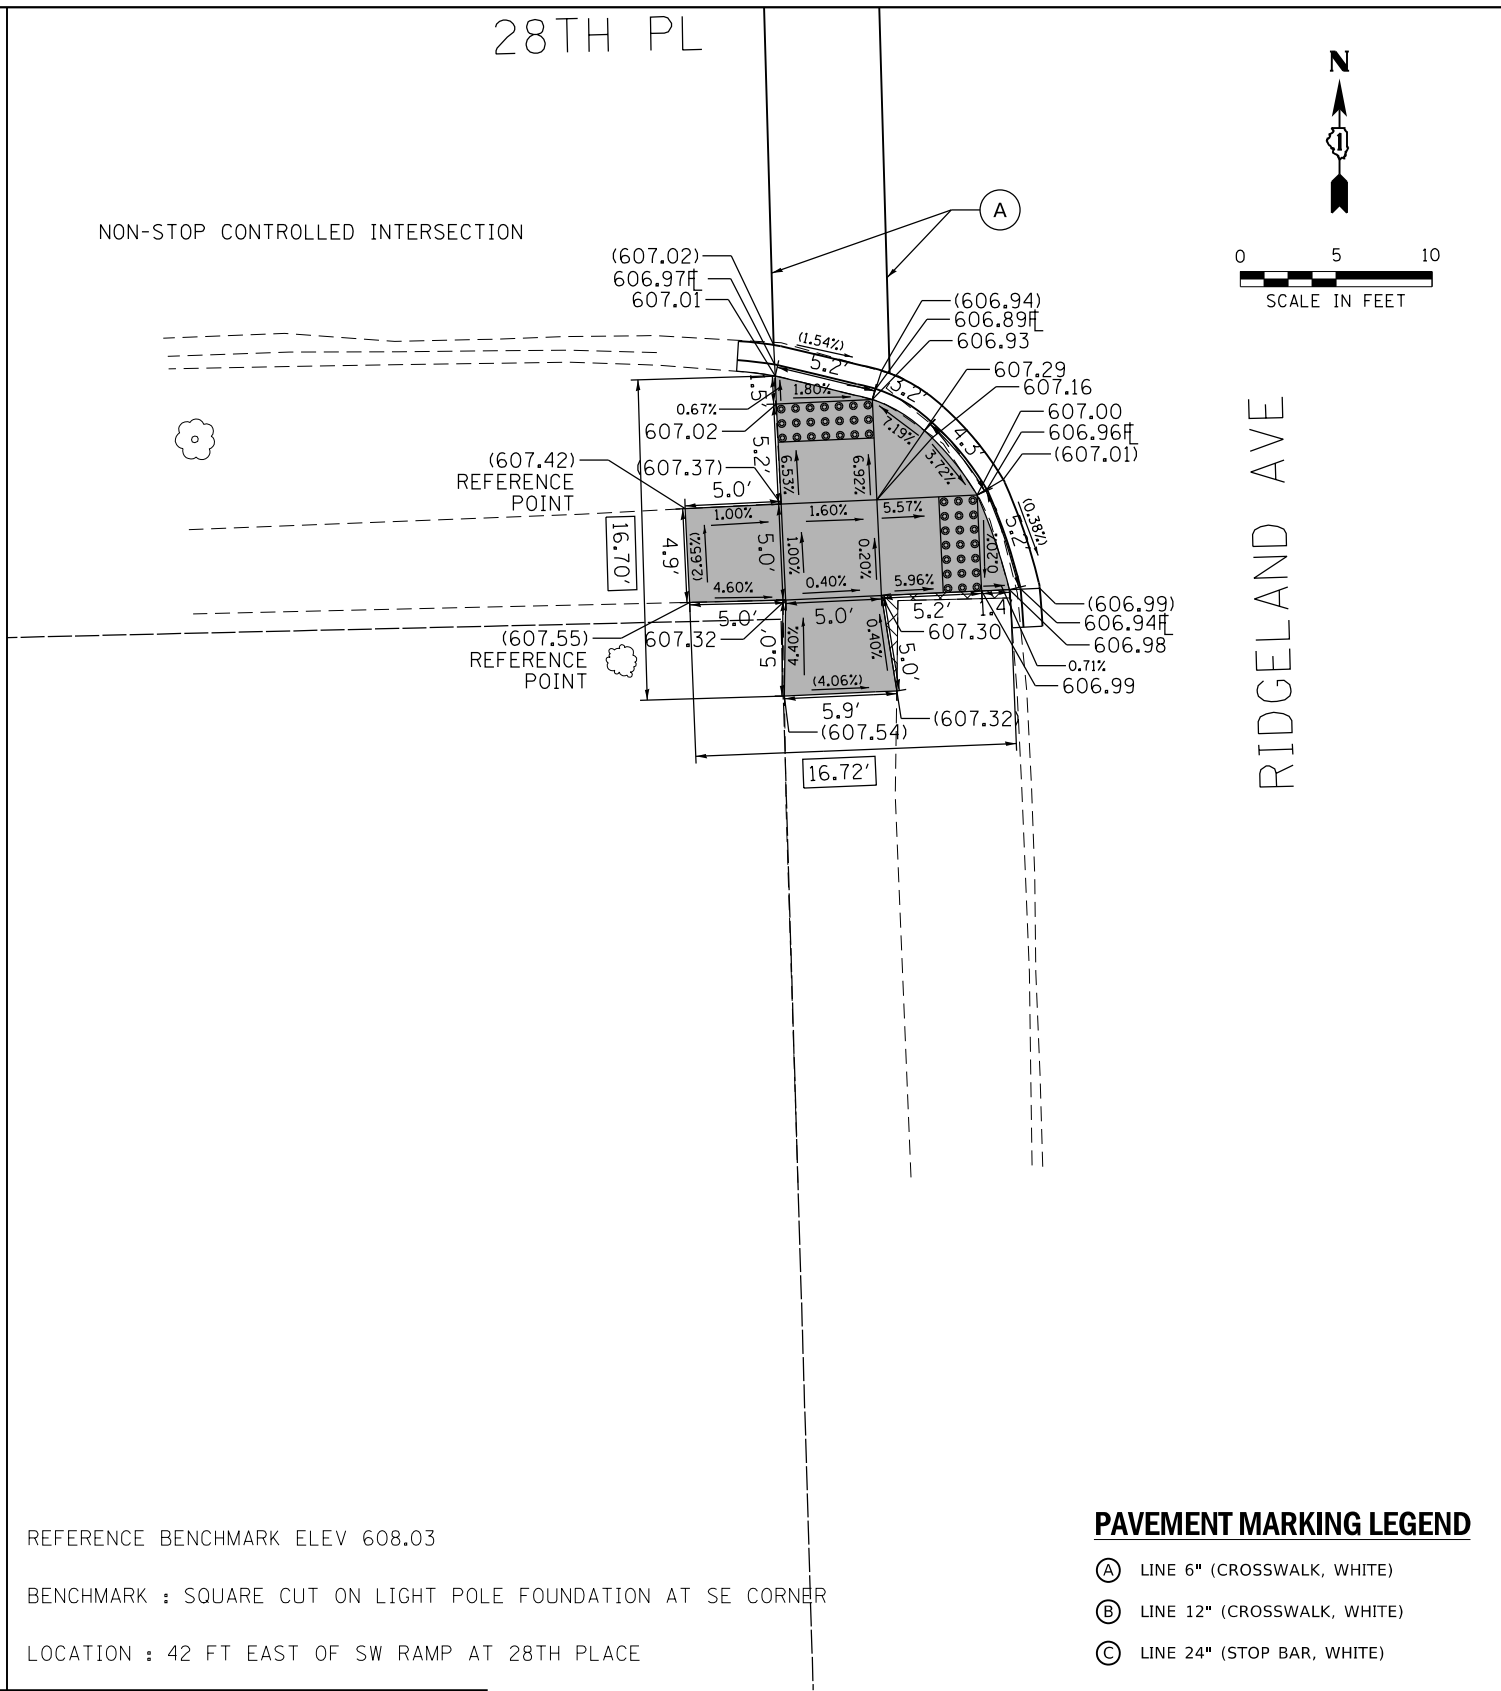 28TH PL
N
1
A
NON-STOP CONTROLLED INTERSECTION
0 5 10
SCALE IN FEET
(607.02)
606.97FL
607.01
(606.94)
606.89FL
606.93
(1.54%)
5.2'
3.2'
607.29
607.16
1.5'
1.80%
0.67%
607.02
607.00
606.96FL
(607.01)
7.19%
4.3'
3.72%
5.2'
(607.42)
REFERENCE
POINT
(607.37)
6.53%
6.92%
5.0'
1.00%
1.60%
5.57%
(0.38%)
5.2'
16.70'
4.9'
(2.65%)
5.0'
1.00%
0.20%
0.20%
4.60%
0.40%
5.96%
5.0'
5.0'
5.2'
1.4'
(606.99)
606.94FL
606.98
0.71%
606.99
(607.55)
REFERENCE
POINT
607.32
607.30
5.0'
4.40%
0.40%
5.0'
(4.06%)
5.9'
(607.32)
(607.54)
16.72'
RIDGELAND AVE
REFERENCE BENCHMARK ELEV 608.03
BENCHMARK : SQUARE CUT ON LIGHT POLE FOUNDATION AT SE CORNER
LOCATION : 42 FT EAST OF SW RAMP AT 28TH PLACE
PAVEMENT MARKING LEGEND
A LINE 6" (CROSSWALK, WHITE)
B LINE 12" (CROSSWALK, WHITE)
C LINE 24" (STOP BAR, WHITE)